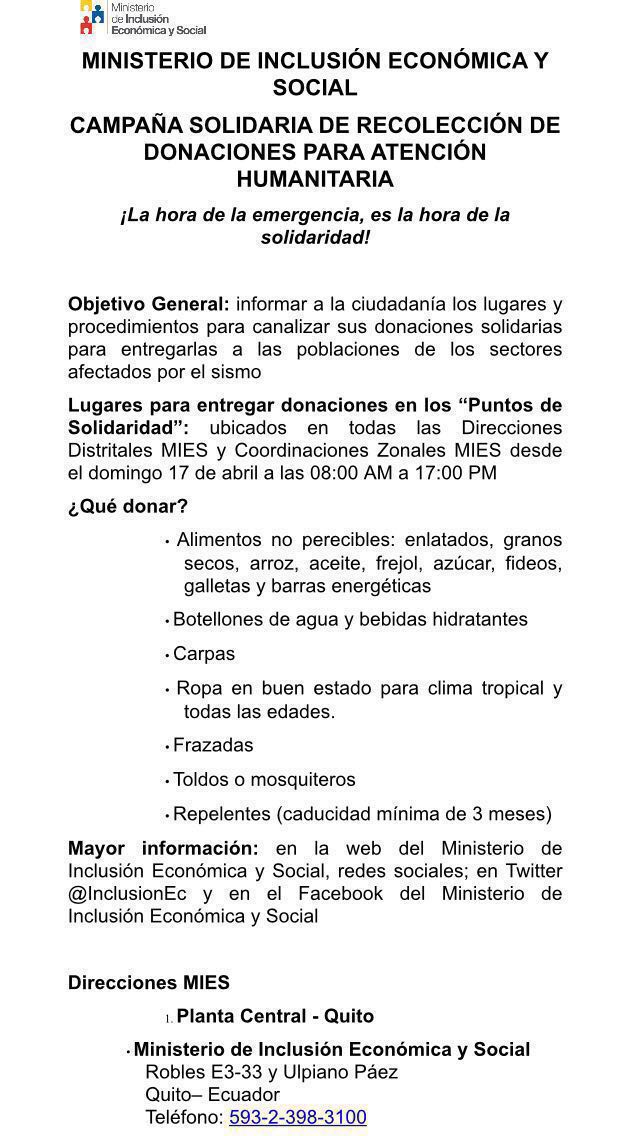 Ministerio
de Inclusión
Económica y Social
MINISTERIO DE INCLUSIÓN ECONÓMICA Y
SOCIAL
CAMPAÑA SOLIDARIA DE RECOLECCIÓN DE
DONACIONES PARA ATENCIÓN
HUMANITARIA
¡La hora de la emergencia, es la hora de la
solidaridad!
Objetivo General: informar a la ciudadanía los lugares y
procedimientos para canalizar sus donaciones solidarias
para entregarlas a las poblaciones de los sectores
afectados por el sismo
Lugares para entregar donaciones en los “Puntos de
Solidaridad”: ubicados en todas las Direcciones
Distritales MIES y Coordinaciones Zonales MIES desde
el domingo 17 de abril a las 08:00 AM a 17:00 PM
¿Qué donar?
• Alimentos no perecibles: enlatados, granos
secos, arroz, aceite, frejol, azúcar, fideos,
galletas y barras energéticas
• Botellones de agua y bebidas hidratantes
• Carpas
• Ropa en buen estado para clima tropical y
todas las edades.
• Frazadas
• Toldos o mosquiteros
• Repelentes (caducidad mínima de 3 meses)
Mayor información: en la web del Ministerio de
Inclusión Económica y Social, redes sociales; en Twitter
@InclusionEc y en el Facebook del Ministerio de
Inclusión Económica y Social
Direcciones MIES
1. Planta Central - Quito
• Ministerio de Inclusión Económica y Social
Robles E3-33 y Ulpiano Páez
Quito– Ecuador
Teléfono: 593-2-398-3100